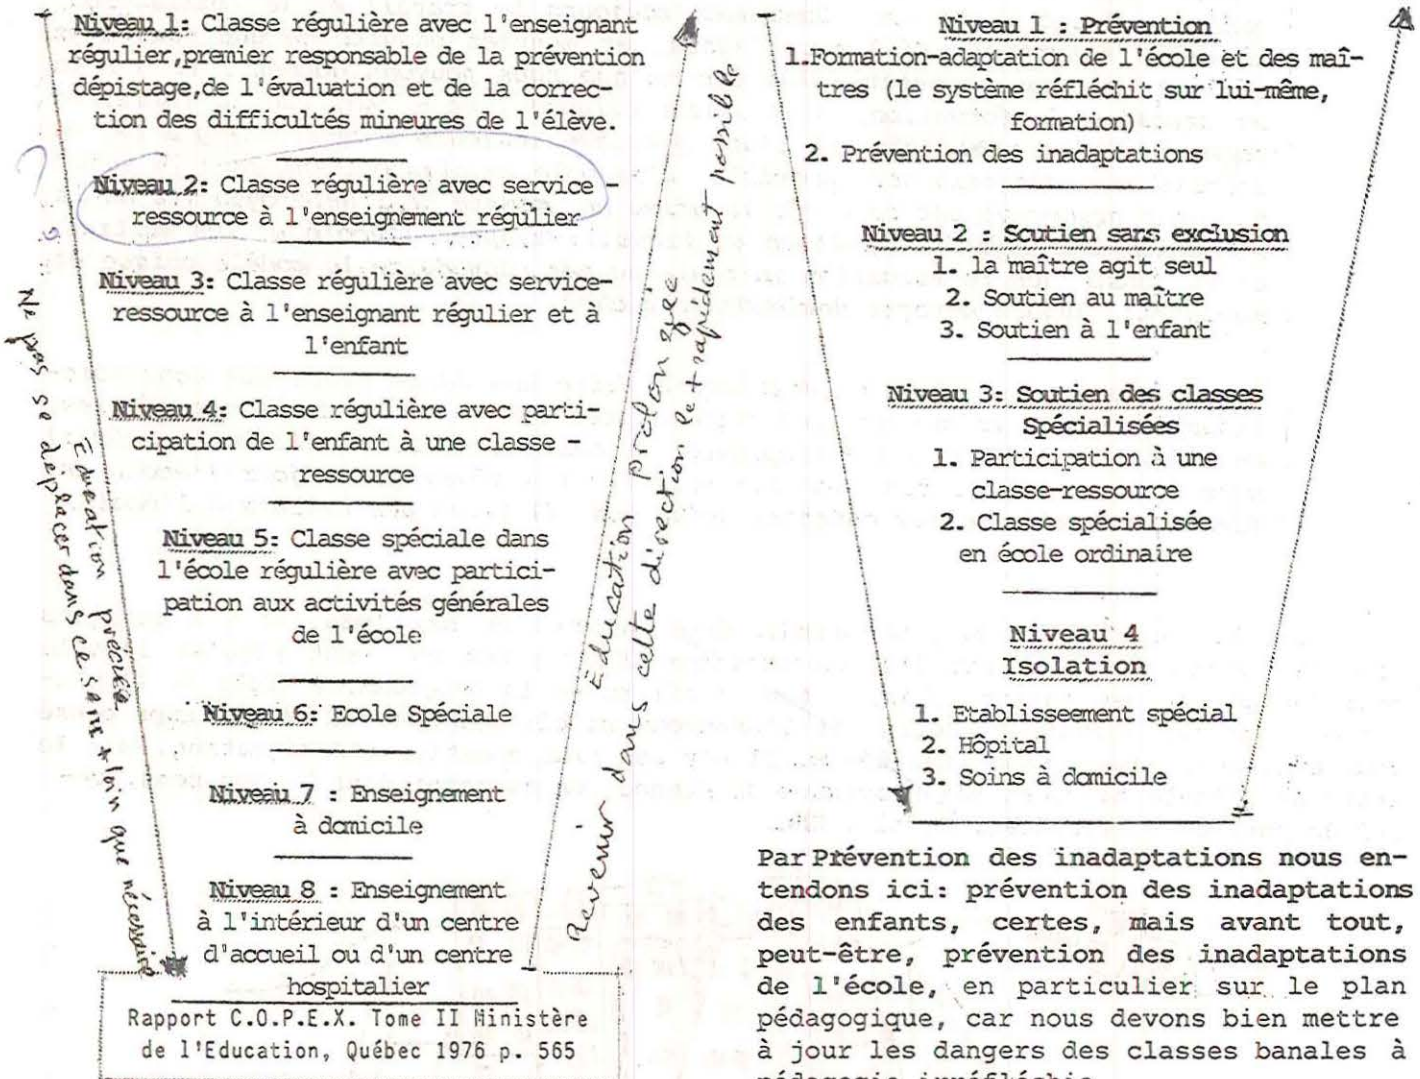 Niveau 1: Classe régulière avec l'enseignant
régulier,premier responsable de la prévention
dépistage,de l'évaluation et de la correc-
tion des difficultés mineures de l'élève.
Niveau 2: Classe régulière avec service -
ressource à l'enseignement régulier
Niveau 3: Classe régulière avec service-
ressource à l'enseignant régulier et à
l'enfant
Niveau 4: Classe régulière avec parti-
cipation de l'enfant à une classe -
ressource
Niveau 5: Classe spéciale dans
l'école régulière avec partici-
pation aux activités générales
de l'école
Niveau 6: Ecole Spéciale
Niveau 7 : Enseignement
à domicile
Niveau 8 : Enseignement
à l'intérieur d'un centre
d'accueil ou d'un centre
hospitalier
Rapport C.O.P.E.X. Tome II Ministère
de l'Education, Québec 1976 p. 565
?
Education précisée
Ne pas se déplacer dans ce sens + loin que nécessaire
Education prolongée
Revenir dans cette direction le + rapidement possible
Niveau 1 : Prévention
1.Formation-adaptation de l'école et des maî-
tres (le système réfléchit sur lui-même,
formation)
2. Prévention des inadaptations
Niveau 2 : Scutien sans exclusion
1. la maître agit seul
2. Soutien au maître
3. Soutien à l'enfant
Niveau 3: Soutien des classes
Spécialisées
1. Participation à une
classe-ressource
2. Classe spécialisée
en école ordinaire
Niveau 4
Isolation
1. Etablisseement spécial
2. Hôpital
3. Soins à domicile
Par Prévention des inadaptations nous en-
tendons ici: prévention des inadaptations
des enfants, certes, mais avant tout,
peut-être, prévention des inadaptations
de l'école, en particulier sur le plan
pédagogique, car nous devons bien mettre
à jour les dangers des classes banales à
pédagogie irréfléchie